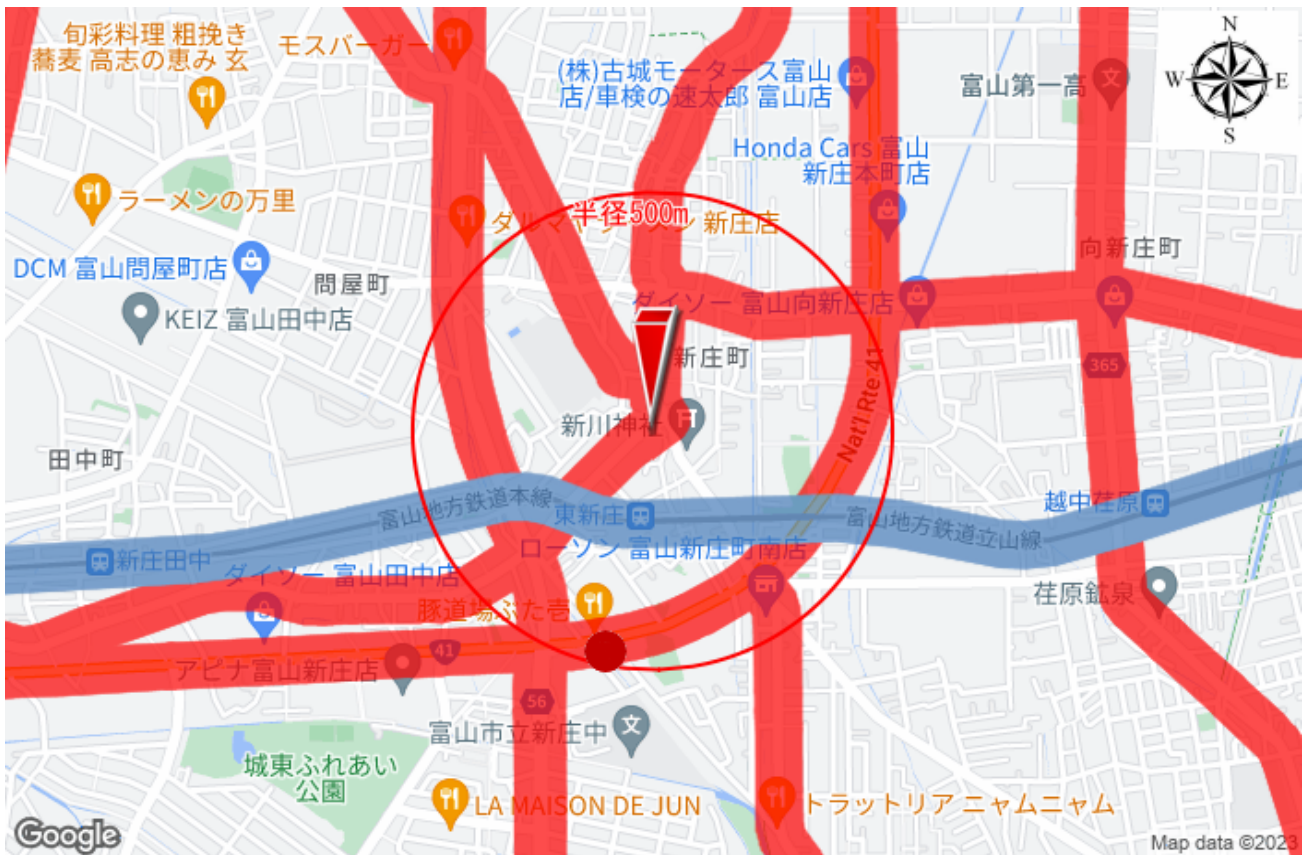 旬彩料理 粗挽き
蕎麦 高志の恵み 玄
モスバーガー
(株)古城モータース富山
店/車検の速太郎 富山店
富山第一高
N
W
E
S
Honda Cars 富山
新庄本町店
ラーメンの万里
半径500m
新庄店
DCM 富山問屋町店
問屋町
向新庄町
KEIZ 富山田中店
ダイソー 富山向新庄店
新庄町
Nat'l Rte 41
365
新川神社
田中町
富山地方鉄道本線
東新庄
富山地方鉄道立山線
越中荏原
新庄田中
ローソン 富山新庄町南店
ダイソー 富山田中店
豚道場ぶた壱
荏原鉱泉
41
アピナ富山新庄店
56
富山市立新庄中
城東ふれあい
公園
LA MAISON DE JUN
トラットリア ニャムニャム
Google
Map data ©2023